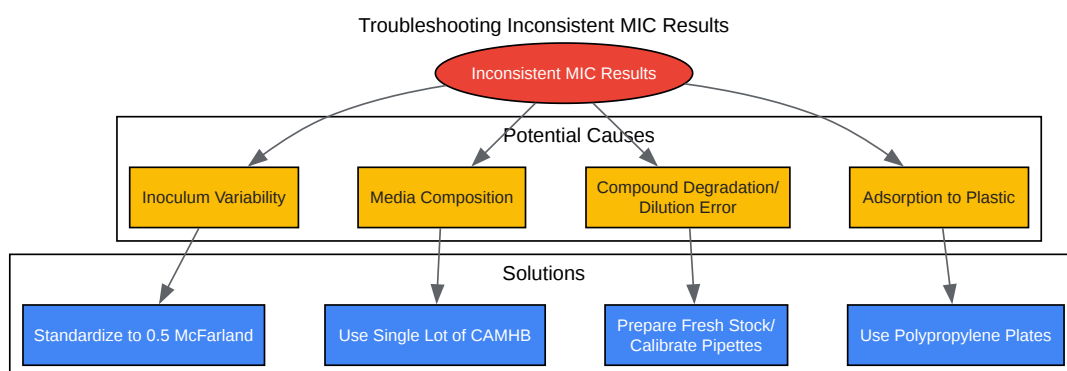 Troubleshooting Inconsistent MIC Results
Inconsistent MIC Results
Potential Causes
Inoculum Variability
Media Composition
Compound Degradation/
Dilution Error
Adsorption to Plastic
Solutions
Standardize to 0.5 McFarland
Use Single Lot of CAMHB
Prepare Fresh Stock/
Calibrate Pipettes
Use Polypropylene Plates